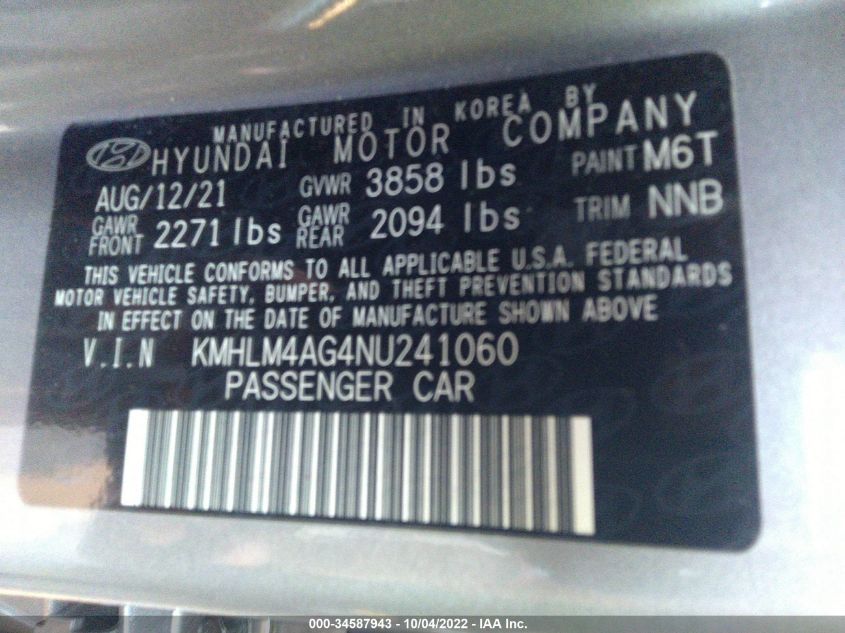 MANUFACTURED IN KOREA BY
HYUNDAI MOTOR COMPANY
AUG/12/21 GVWR 3858 lbs PAINT M6T
GAWR FRONT 2271 lbs GAWR REAR 2094 lbs TRIM NNB
THIS VEHICLE CONFORMS TO ALL APPLICABLE U.S.A. FEDERAL
MOTOR VEHICLE SAFETY, BUMPER, AND THEFT PREVENTION STANDARDS
IN EFFECT ON THE DATE OF MANUFACTURE SHOWN ABOVE
V.I.N KMHLM4AG4NU241060
PASSENGER CAR
000-34587943 - 10/04/2022 - IAA Inc.